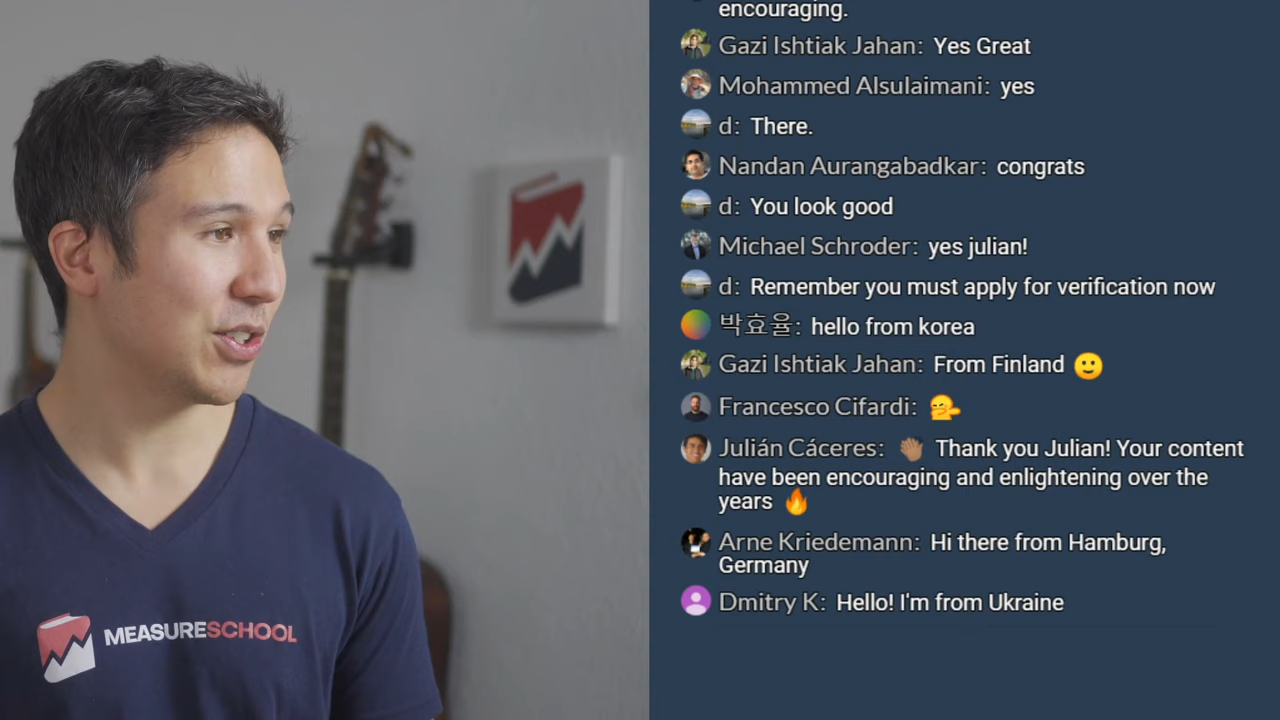 encouraging.
Gazi Ishtiak Jahan: Yes Great
Mohammed Alsulaimani: yes
d: There.
Nandan Aurangabadkar: congrats
d: You look good
Michael Schroder: yes julian!
d: Remember you must apply for verification now
박효율: hello from korea
Gazi Ishtiak Jahan: From Finland 🙂
Francesco Cifardi: 🤧
Julián Cáceres: 👏🏽 Thank you Julian! Your content
have been encouraging and enlightening over the
years 🔥
Arne Kriedemann: Hi there from Hamburg,
Germany
Dmitry K: Hello! I'm from Ukraine
MEASURESCHOOL